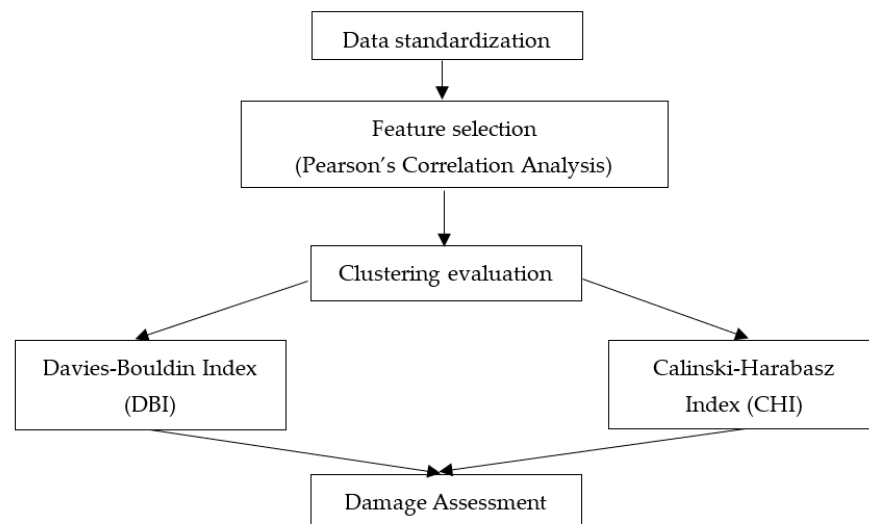 Data standardization
Feature selection
(Pearson's Correlation Analysis)
Clustering evaluation
Davies-Bouldin Index
(DBI)
Calinski-Harabasz
Index (CHI)
Damage Assessment